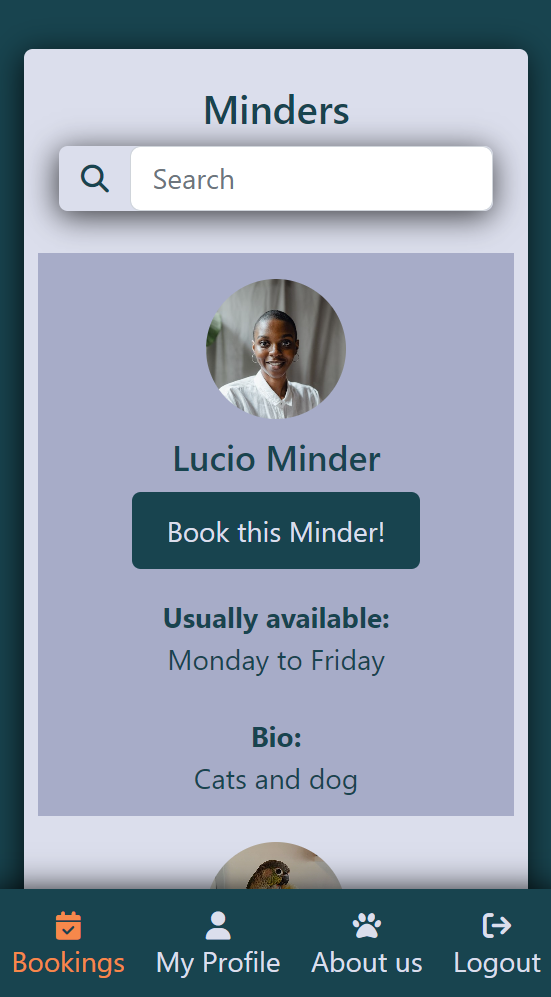 Minders
Search
Lucio Minder
Book this Minder!
Usually available:
Monday to Friday
Bio:
Cats and dog
Bookings
My Profile
About us
Logout